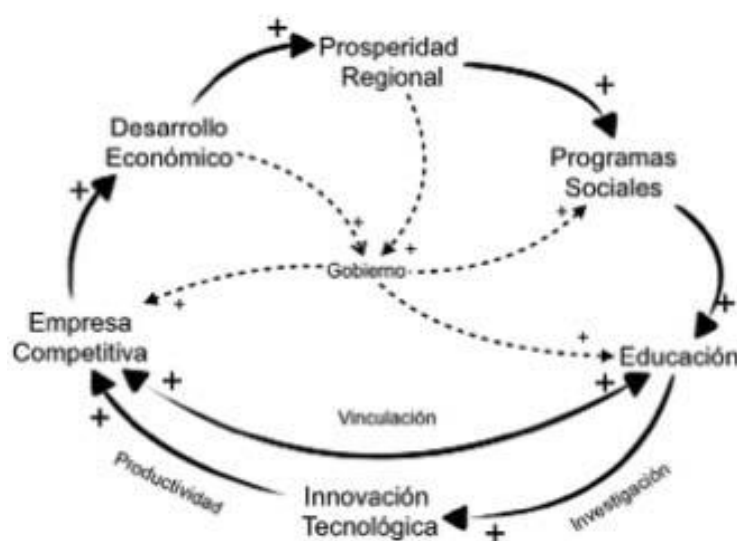 +
Prosperidad
Regional
+
Desarrollo
Económico
Programas
Sociales
+
+
+
+
Gobierno
+
+
+
Empresa
Competitiva
Educación
+
+
+
Vinculación
Productividad
Innovación
Tecnológica
+
Investigación